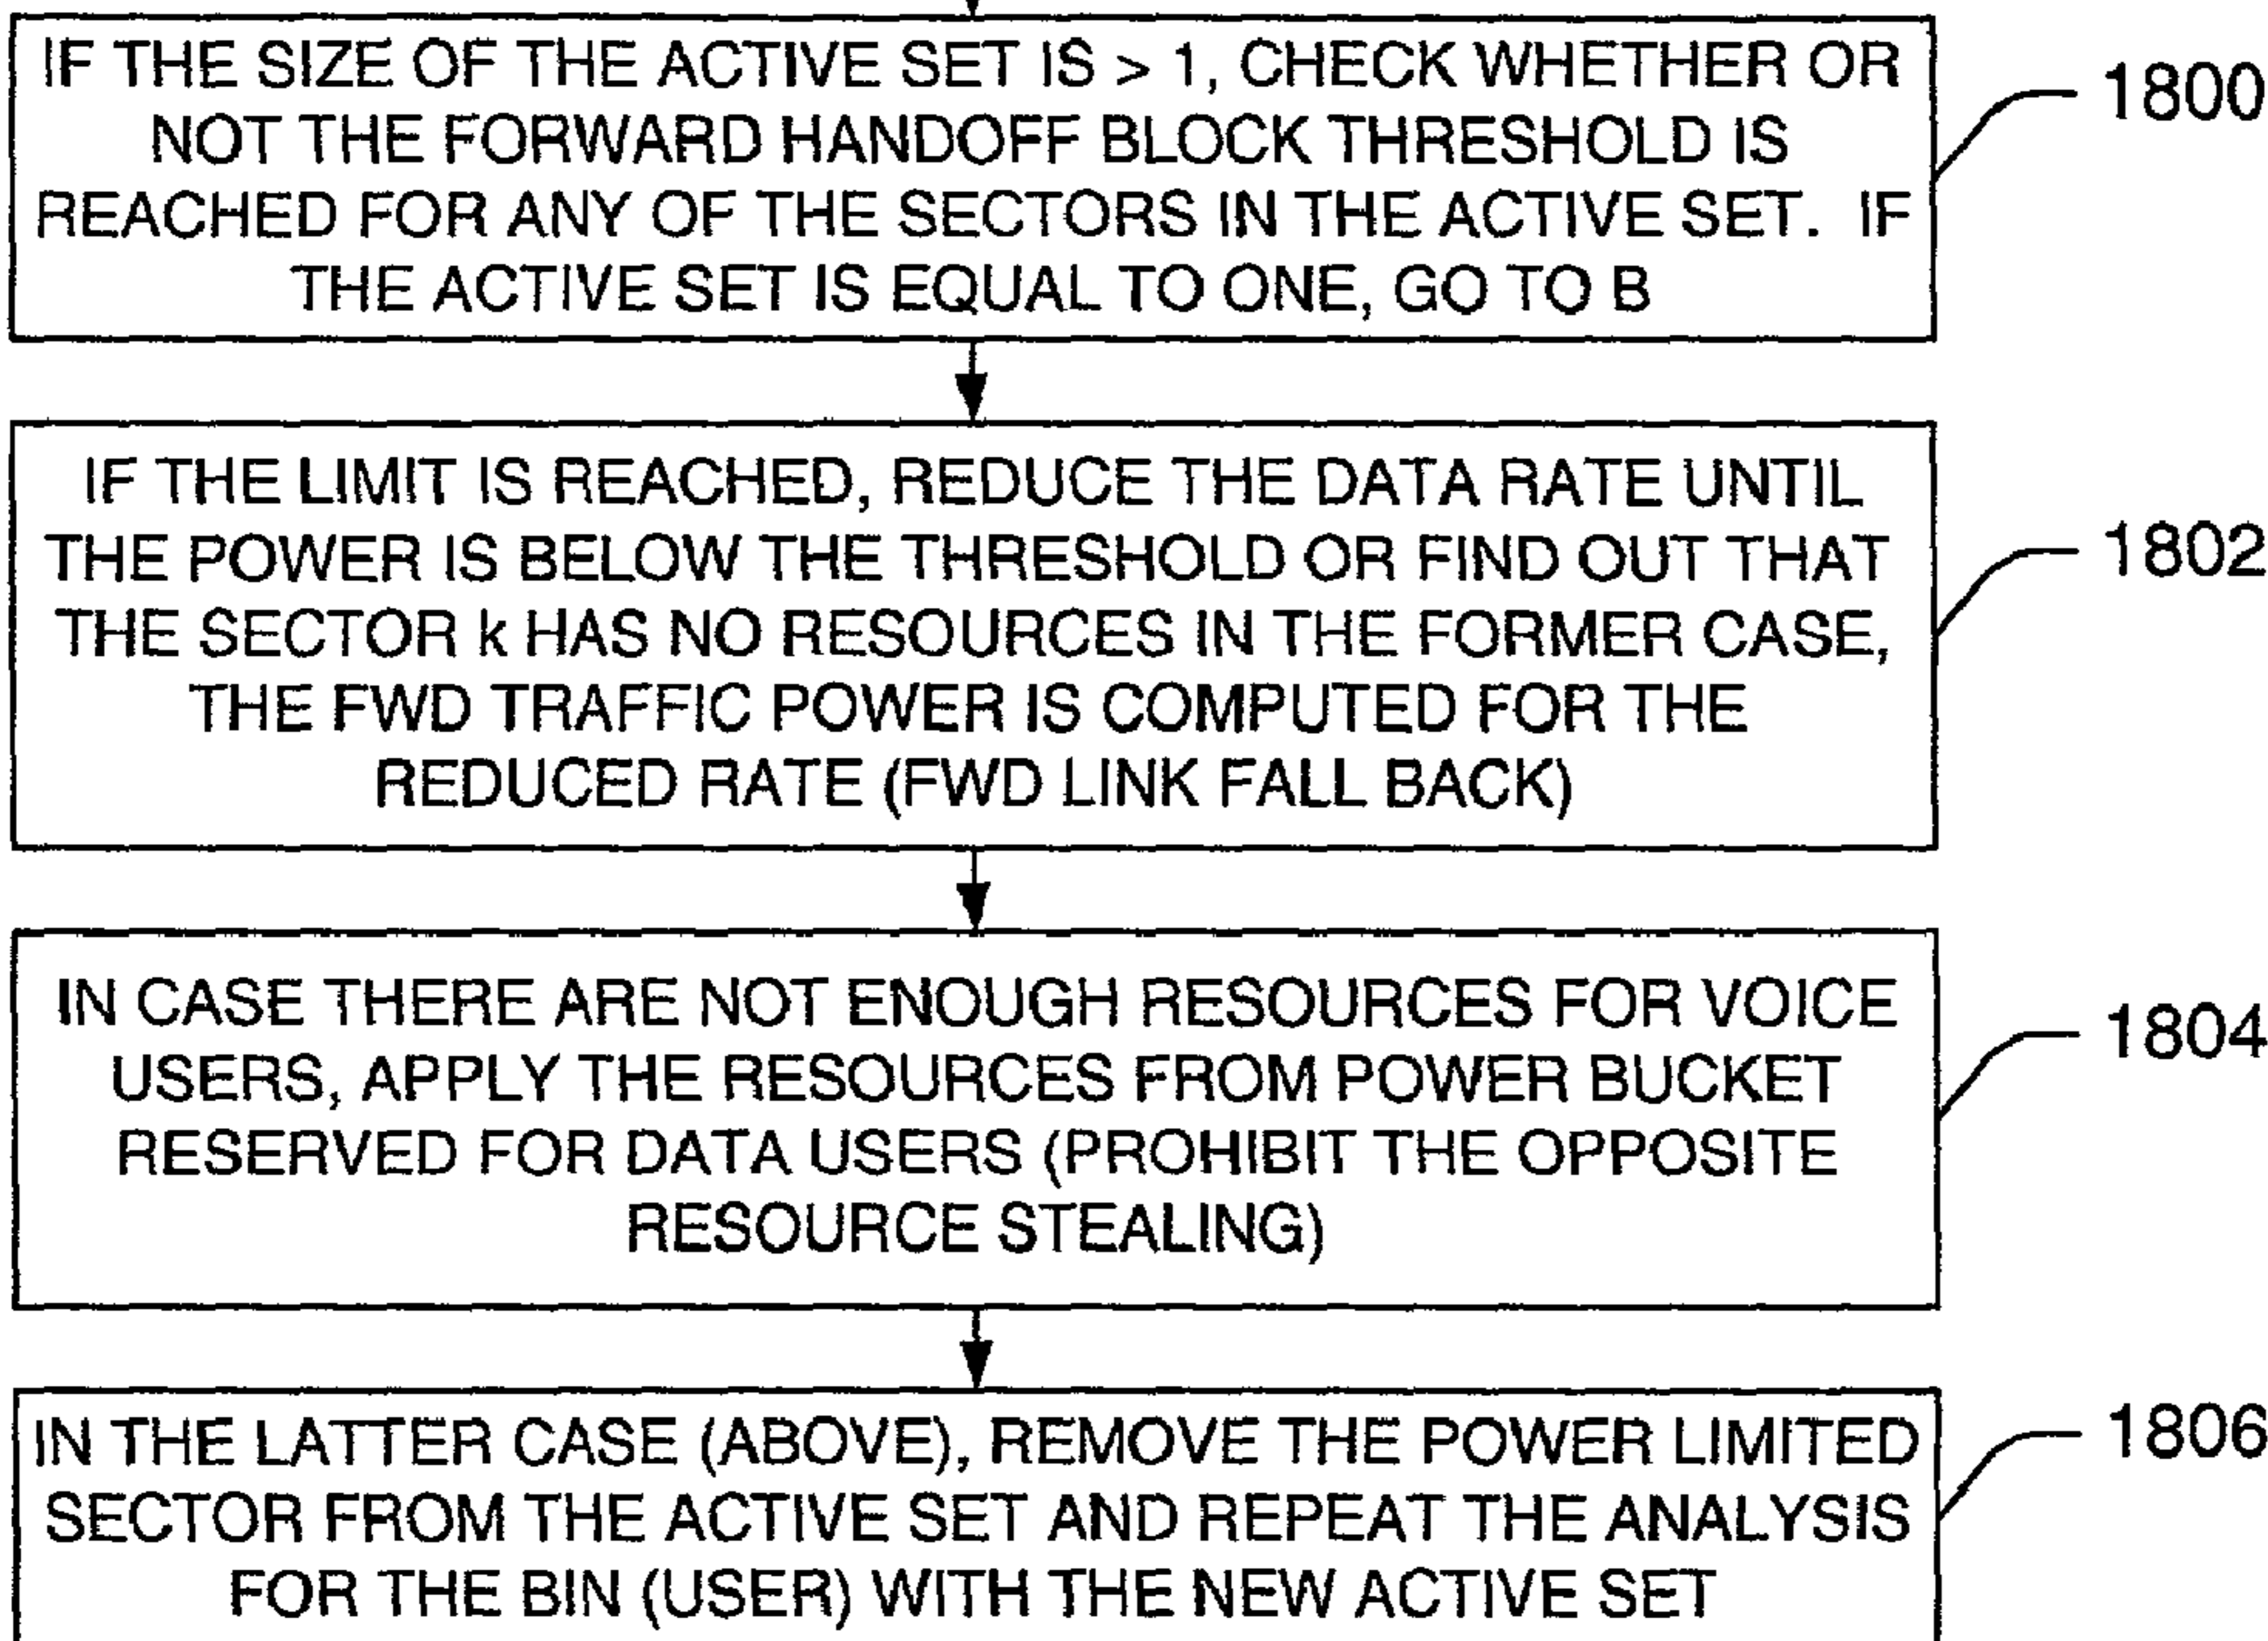 IF THE SIZE OF THE ACTIVE SET IS > 1, CHECK WHETHER OR
NOT THE FORWARD HANDOFF BLOCK THRESHOLD IS
REACHED FOR ANY OF THE SECTORS IN THE ACTIVE SET. IF
THE ACTIVE SET IS EQUAL TO ONE, GO TO B
1800
IF THE LIMIT IS REACHED, REDUCE THE DATA RATE UNTIL
THE POWER IS BELOW THE THRESHOLD OR FIND OUT THAT
THE SECTOR k HAS NO RESOURCES IN THE FORMER CASE,
THE FWD TRAFFIC POWER IS COMPUTED FOR THE
REDUCED RATE (FWD LINK FALL BACK)
1802
IN CASE THERE ARE NOT ENOUGH RESOURCES FOR VOICE
USERS, APPLY THE RESOURCES FROM POWER BUCKET
RESERVED FOR DATA USERS (PROHIBIT THE OPPOSITE
RESOURCE STEALING)
1804
IN THE LATTER CASE (ABOVE), REMOVE THE POWER LIMITED
SECTOR FROM THE ACTIVE SET AND REPEAT THE ANALYSIS
FOR THE BIN (USER) WITH THE NEW ACTIVE SET
1806